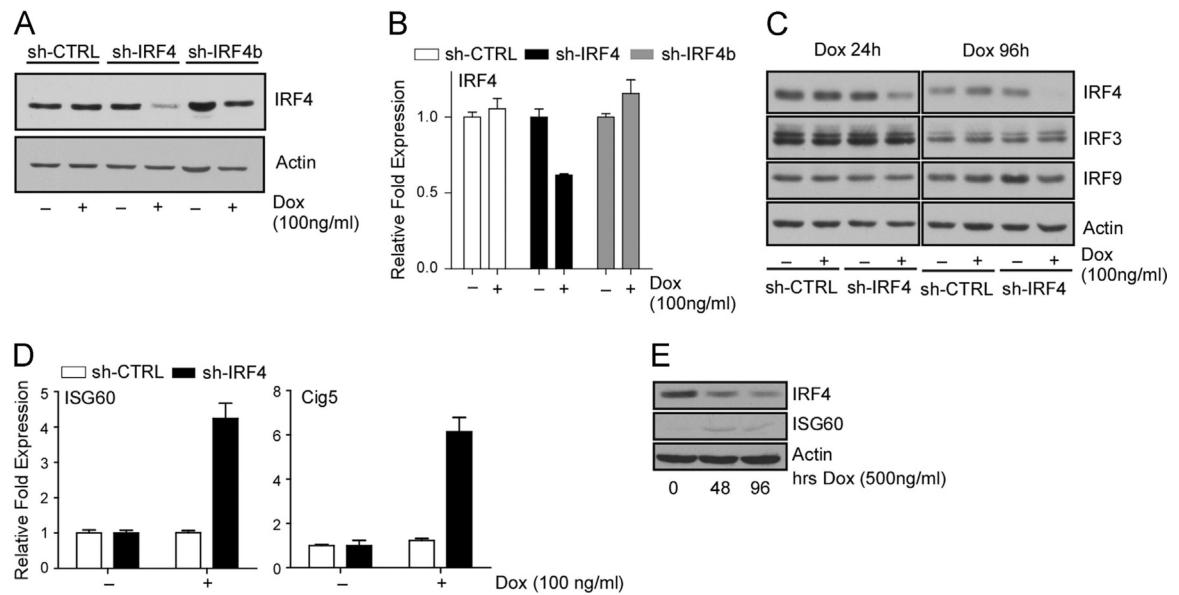 A
sh-CTRL sh-IRF4 sh-IRF4b
IRF4
Actin
– + – + – + Dox
(100ng/ml)
B
sh-CTRL sh-IRF4 sh-IRF4b
Relative Fold Expression
IRF4
1.0
0.5
0.0
– + – + – + Dox
(100ng/ml)
C
Dox 24h Dox 96h
IRF4
IRF3
IRF9
Actin
– + – + – + – + Dox
(100ng/ml)
sh-CTRL sh-IRF4 sh-CTRL sh-IRF4
D
sh-CTRL sh-IRF4
Relative Fold Expression
ISG60
5
4
3
2
1
0
– +
Cig5
8
6
4
2
0
– + Dox (100 ng/ml)
E
IRF4
ISG60
Actin
hrs Dox (500ng/ml)
0 48 96